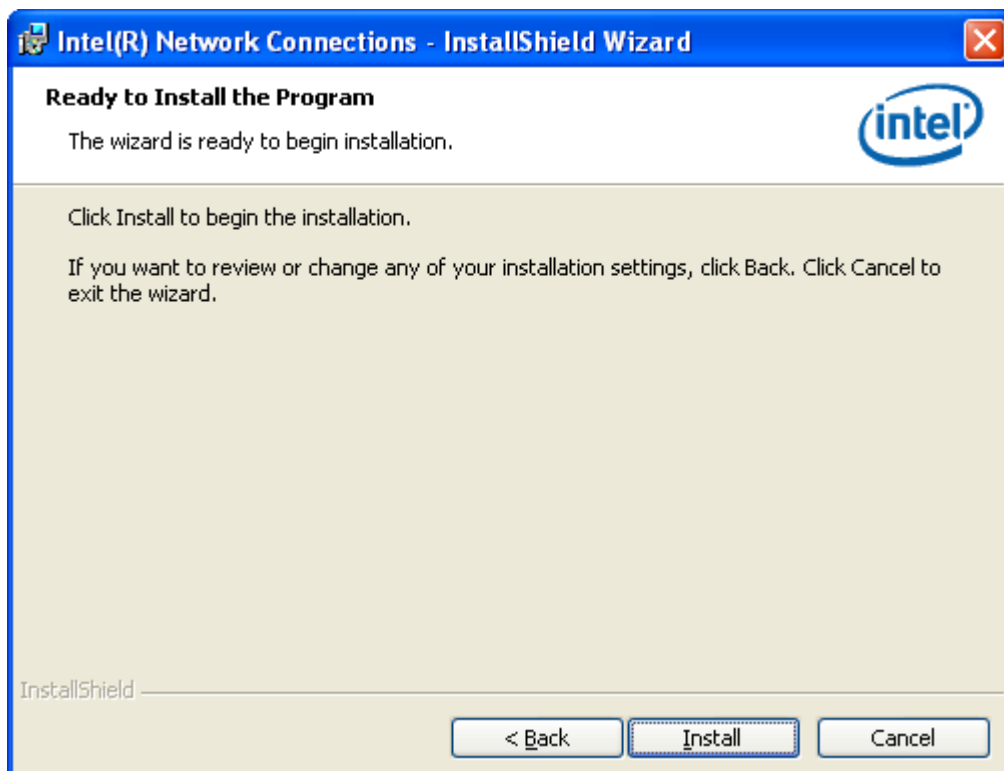 Intel(R) Network Connections - InstallShield Wizard
Ready to Install the Program
The wizard is ready to begin installation.
intel
Click Install to begin the installation.
If you want to review or change any of your installation settings, click Back. Click Cancel to
exit the wizard.
InstallShield
< Back
Install
Cancel